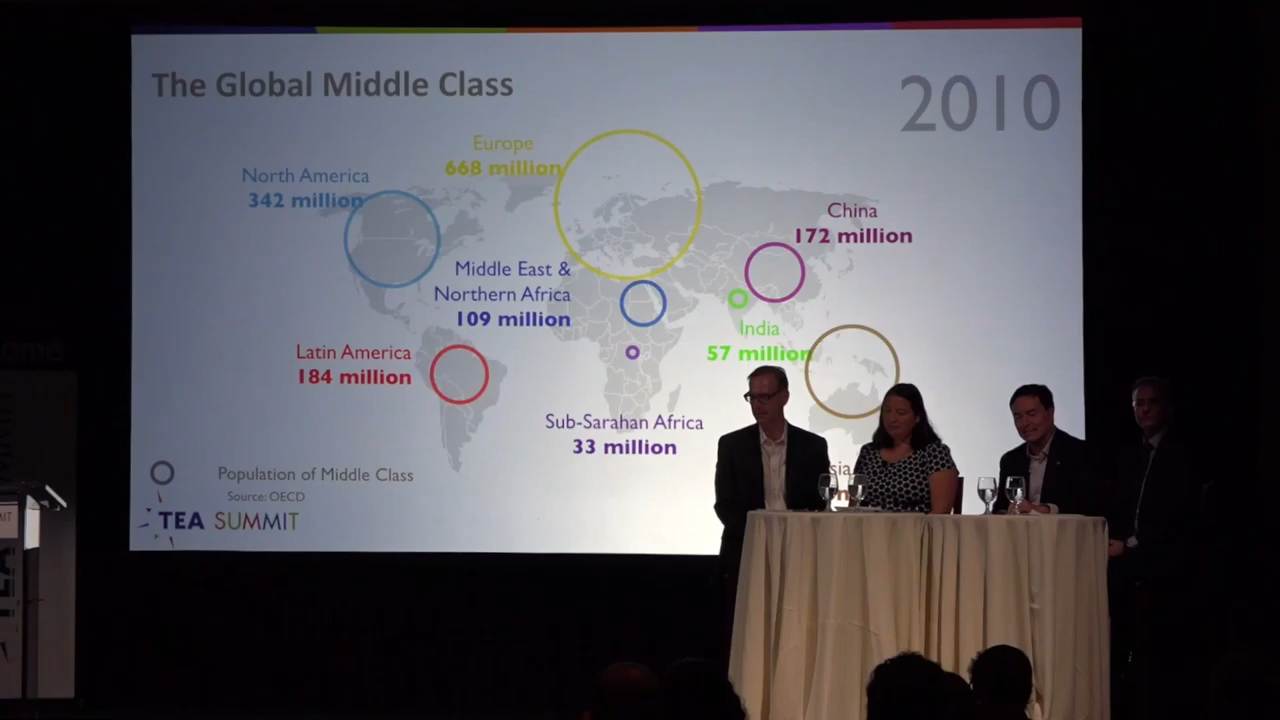 The Global Middle Class
2010
Europe
668 million
North America
342 million
China
172 million
Middle East &
Northern Africa
109 million
India
57 million
Latin America
184 million
Sub-Sarahan Africa
33 million
Population of Middle Class
Source: OECD
TEA SUMMIT
TEA